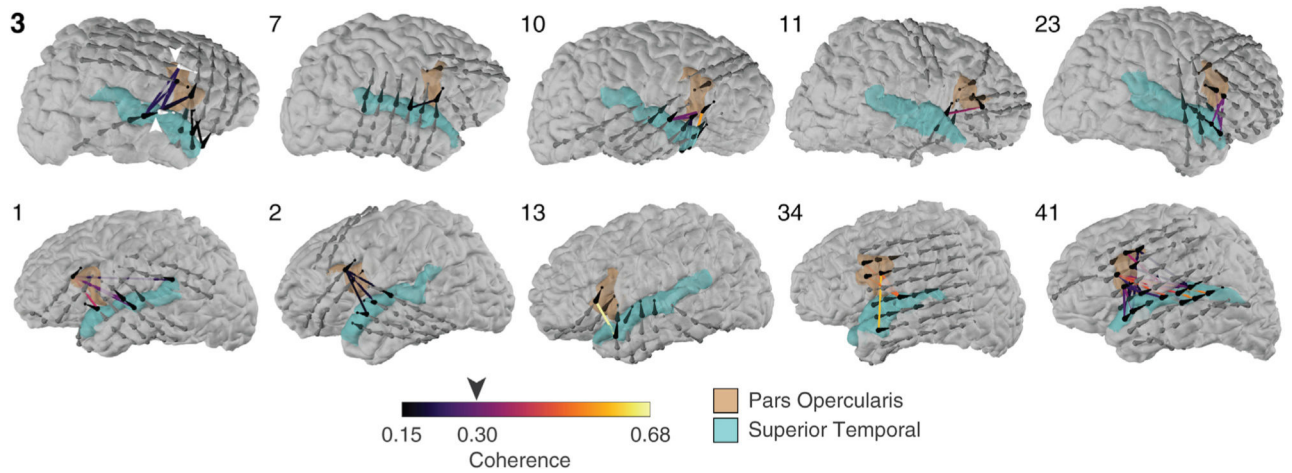 3 7 10 11 23
1 2 13 34 41
Pars Opercularis
Superior Temporal
0.15 0.30 0.68
Coherence